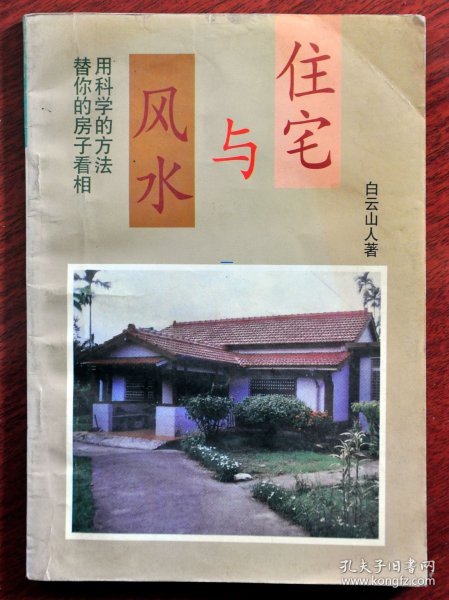 住宅
与
风水
用科学的方法
替你的房子看相
白云山人著
孔夫子旧书网
www.kongfz.com